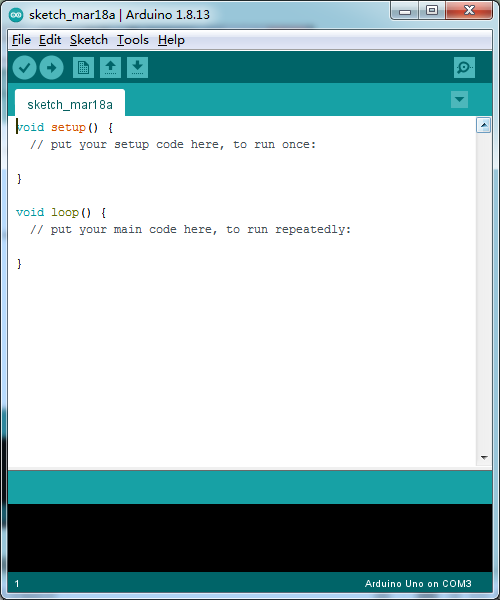 sketch_mar18a | Arduino 1.8.13
File Edit Sketch Tools Help
sketch_mar18a
void setup() {
  // put your setup code here, to run once:
}
void loop() {
  // put your main code here, to run repeatedly:
}
1
Arduino Uno on COM3